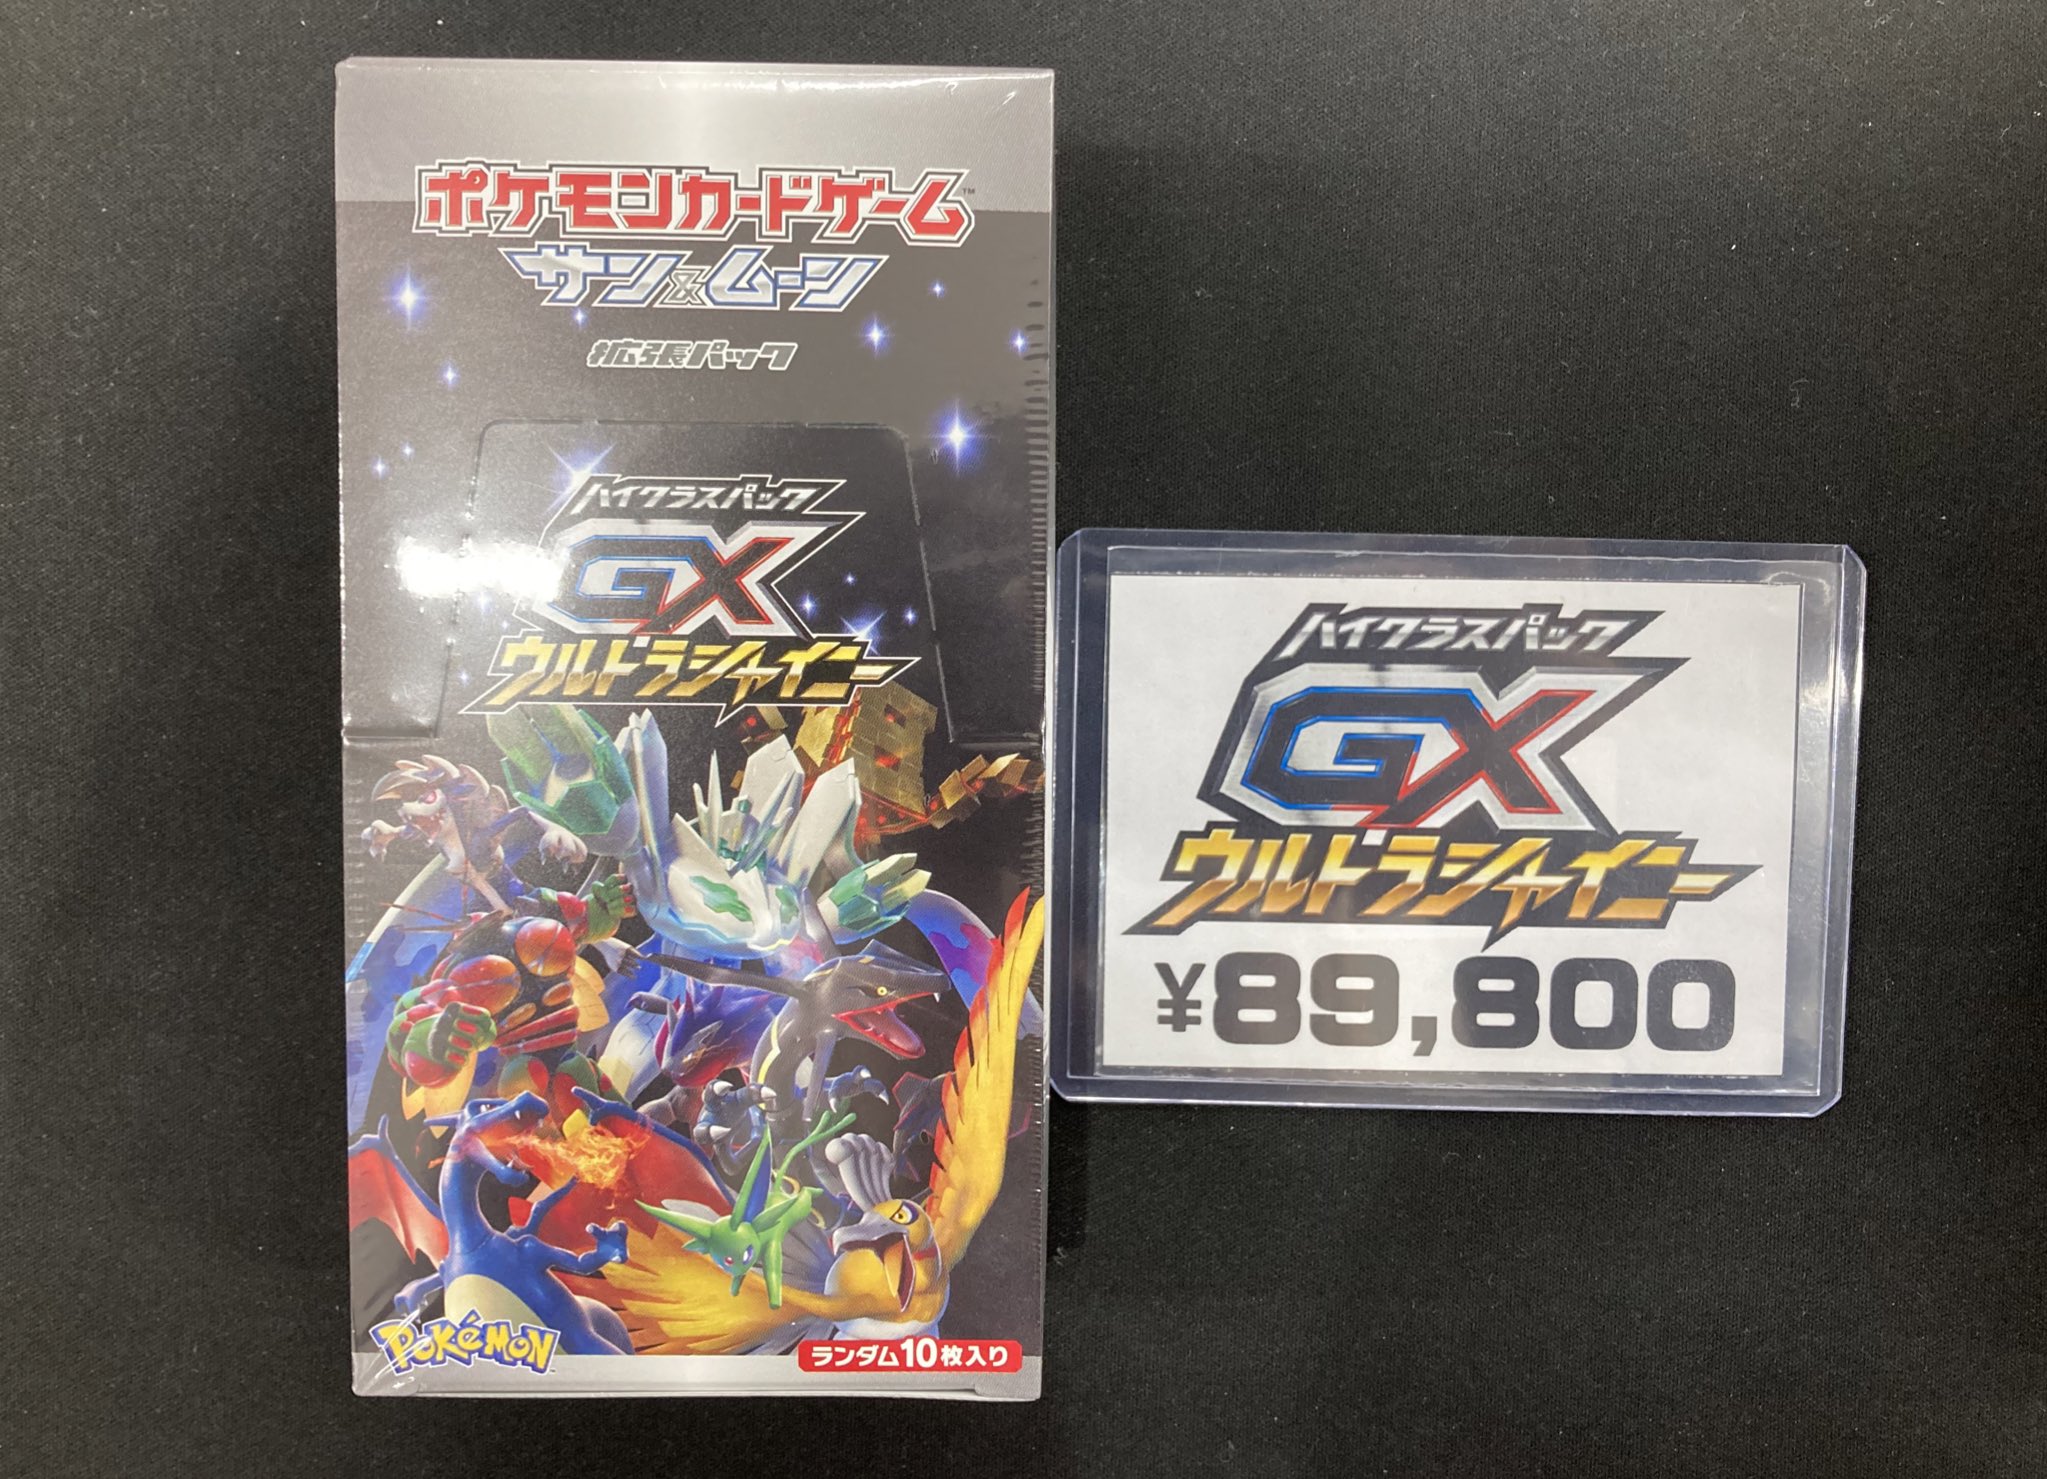 ポケモンカードゲーム™
サン&ムーン
拡張パック
ハイクラスパック
GX
ウルトラシャイニー
POKÉMON
ランダム10枚入り
ハイクラスパック
GX
ウルトラシャイニー
¥89,800